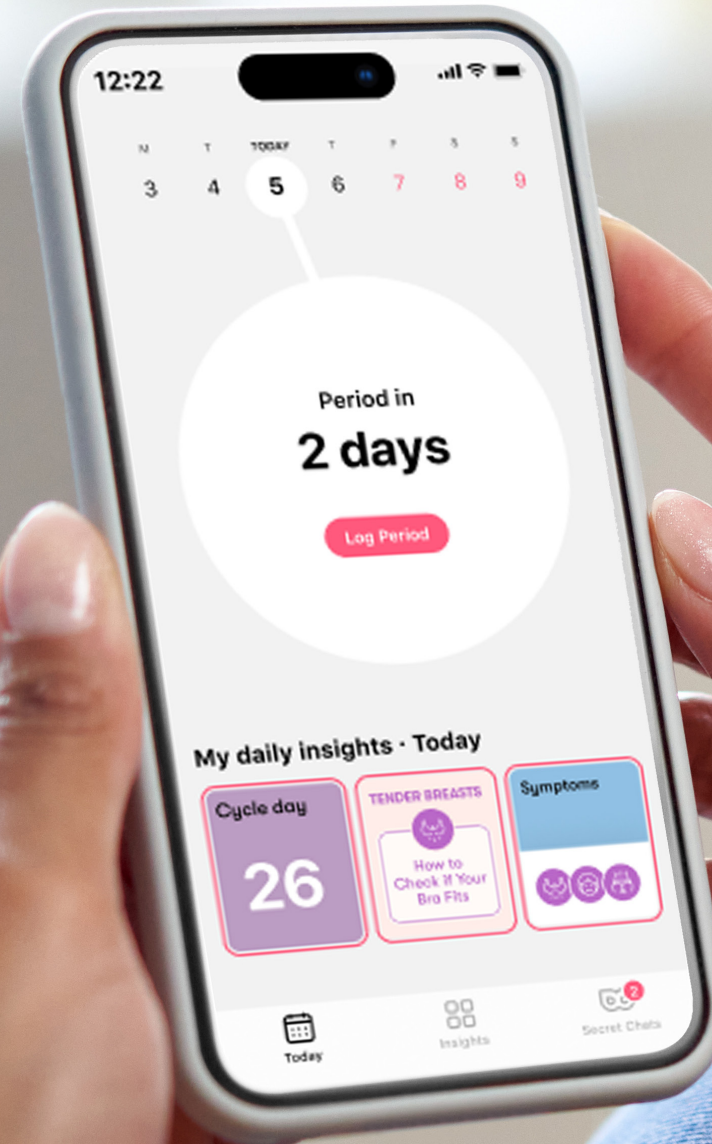 12:22
M T TODAY T F S S
3 4 5 6 7 8 9
Period in
2 days
Log Period
My daily insights · Today
Cycle day
26
TENDER BREASTS
How to
Check If Your
Bra Fits
Symptoms
2
Today
Insights
Secret Chats